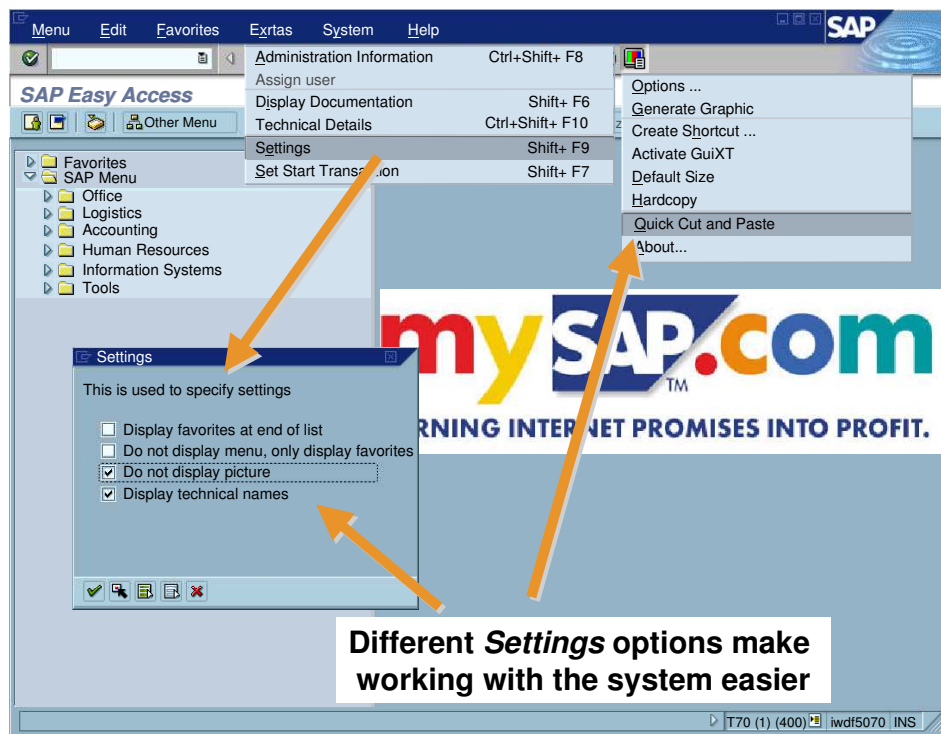 Menu Edit Favorites Exrtas System Help
SAP
Administration Information Ctrl+Shift+ F8
Assign user
Display Documentation Shift+ F6
Technical Details Ctrl+Shift+ F10
Settings Shift+ F9
Set Start Transaction Shift+ F7
Options ...
Generate Graphic
Create Shortcut ...
Activate GuiXT
Default Size
Hardcopy
Quick Cut and Paste
About...
SAP Easy Access
Other Menu
Favorites
SAP Menu
Office
Logistics
Accounting
Human Resources
Information Systems
Tools
mySAP.com
TM
RNING INTERNET PROMISES INTO PROFIT.
Settings
This is used to specify settings
Display favorites at end of list
Do not display menu, only display favorites
Do not display picture
Display technical names
Different Settings options make
working with the system easier
T70 (1) (400) iwdf5070 INS